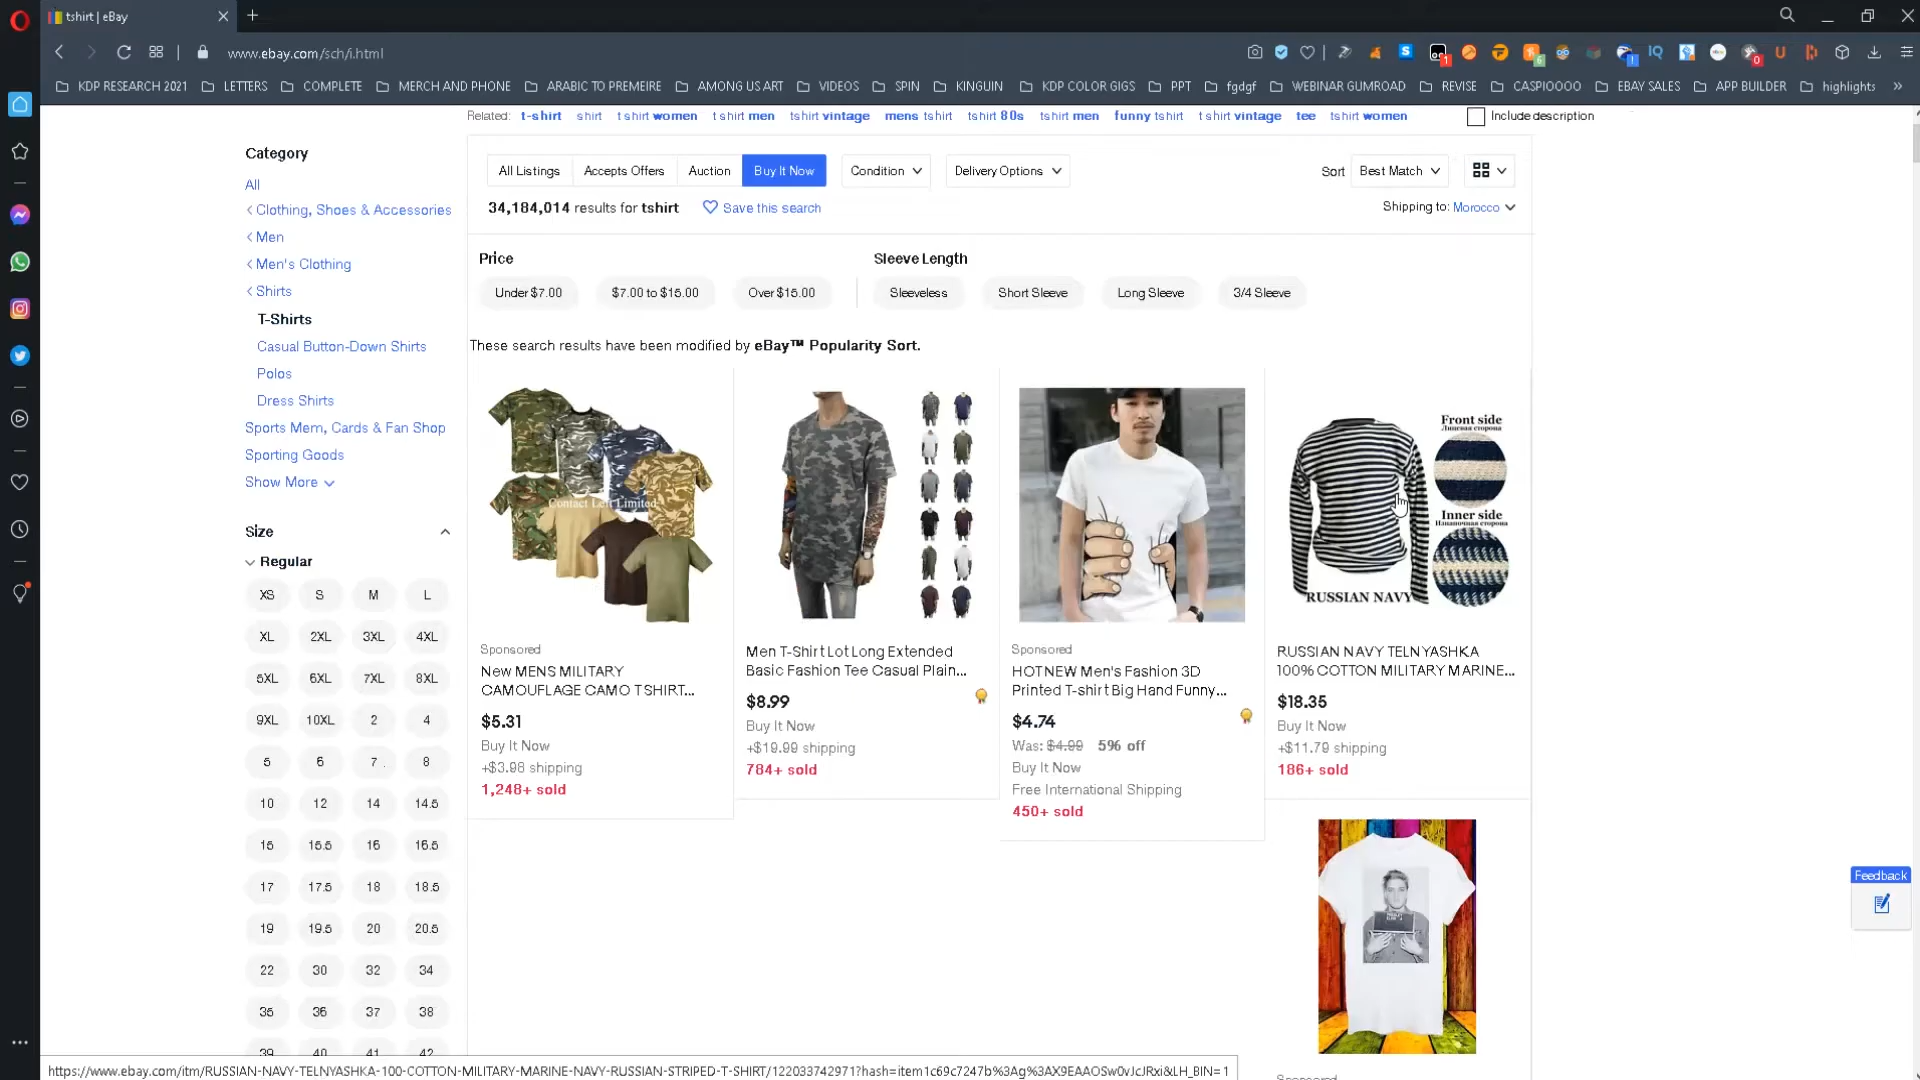 tshirt | eBay
www.ebay.com/sch/i.html
KDP RESEARCH 2021 LETTERS COMPLETE MERCH AND PHONE ARABIC TO PREMEIRE AMONG US ART VIDEOS SPIN KINGUIN KDP COLOR GIGS PPT fgdgf WEBINAR GUMROAD REVISE CASPIOOOO EBAY SALES APP BUILDER highlights
Related: t-shirt shirt t shirt women t shirt men tshirt vintage mens tshirt tshirt 80s tshirt men funny tshirt t shirt vintage tee tshirt women Include description
Category
All
Clothing, Shoes & Accessories
Men
Men's Clothing
Shirts
T-Shirts
Casual Button-Down Shirts
Polos
Dress Shirts
Sports Mem, Cards & Fan Shop
Sporting Goods
Show More
Size
Regular
XS S M L
XL 2XL 3XL 4XL
5XL 6XL 7XL 8XL
9XL 10XL 2 4
5 6 7 8
10 12 14 14.5
15 15.5 16 16.5
17 17.5 18 18.5
19 19.5 20 20.5
22 30 32 34
35 36 37 38
39 40 41 42
All Listings Accepts Offers Auction Buy It Now Condition Delivery Options Sort Best Match
34,184,014 results for tshirt Save this search Shipping to: Morocco
Price
Under $7.00 $7.00 to $15.00 Over $15.00
Sleeve Length
Sleeveless Short Sleeve Long Sleeve 3/4 Sleeve
These search results have been modified by eBay™ Popularity Sort.
Contact Left Limited
Sponsored
New MENS MILITARY
CAMOUFLAGE CAMO T SHIRT...
$5.31
Buy It Now
+$3.98 shipping
1,248+ sold
Men T-Shirt Lot Long Extended
Basic Fashion Tee Casual Plain...
$8.99
Buy It Now
+$19.99 shipping
784+ sold
Sponsored
HOT NEW Men's Fashion 3D
Printed T-shirt Big Hand Funny...
$4.74
Was: $4.99 5% off
Buy It Now
Free International Shipping
450+ sold
Front side
Лицевая сторона
Inner side
Изнаночная сторона
RUSSIAN NAVY
RUSSIAN NAVY TELNYASHKA
100% COTTON MILITARY MARINE...
$18.35
Buy It Now
+$11.79 shipping
186+ sold
Sponsored
Feedback